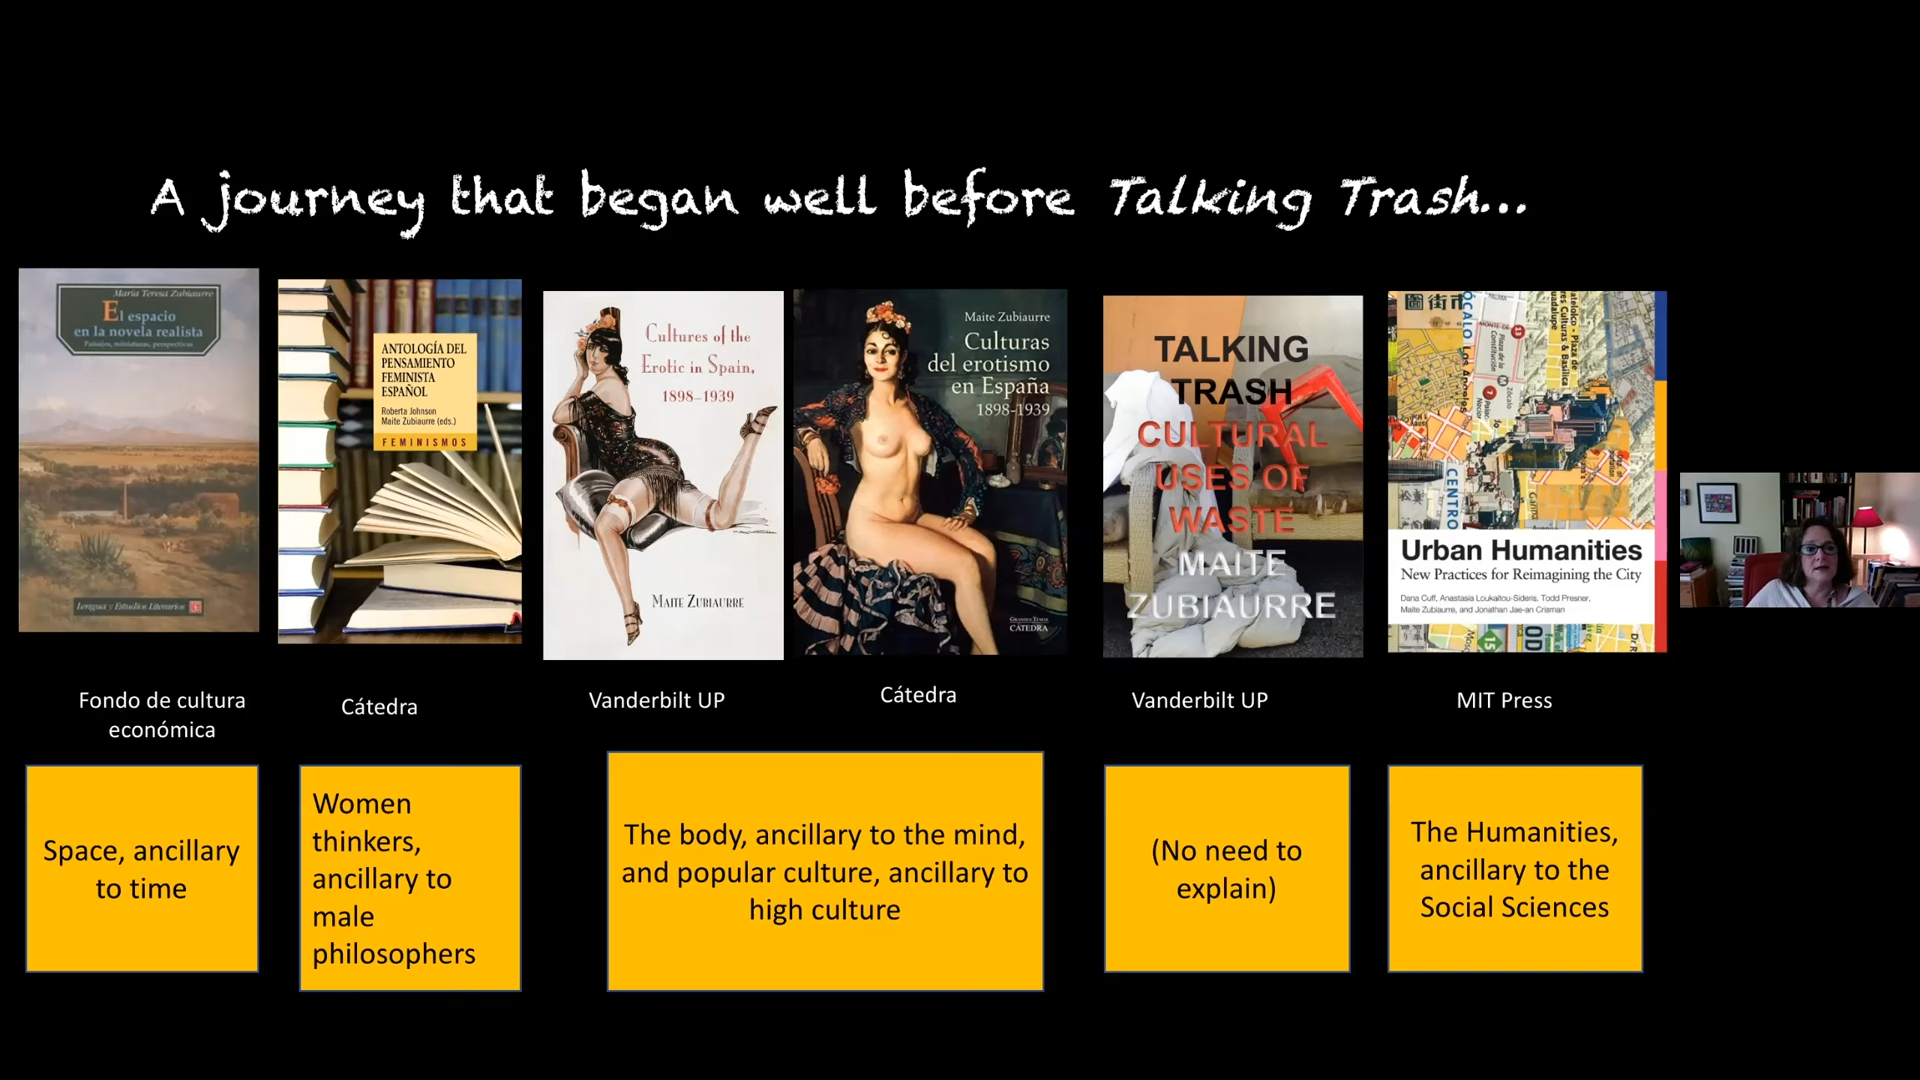 A journey that began well before Talking Trash...
María Teresa Zubiaurre
El espacio
en la novela realista
Paisajes, miniaturas, perspectivas
Lengua y Estudios Literarios
ANTOLOGÍA DEL
PENSAMIENTO
FEMINISTA
ESPAÑOL
Roberta Johnson
Maite Zubiaurre (eds.)
FEMINISMOS
Cultures of the
Erotic in Spain,
1898–1939
MAITE ZUBIAURRE
Maite Zubiaurre
Culturas
del erotismo
en España
1898-1939
GRANDES TEMAS
CÁTEDRA
TALKING
TRASH
CULTURAL
USES OF
WASTE
MAITE
ZUBIAURRE
CENTRO
Urban Humanities
New Practices for Reimagining the City
Dana Cuff, Anastasia Loukaitou-Sideris, Todd Presner,
Maite Zubiaurre, and Jonathan Jae-an Crisman
Fondo de cultura
económica
Cátedra
Vanderbilt UP
Cátedra
Vanderbilt UP
MIT Press
Space, ancillary
to time
Women
thinkers,
ancillary to
male
philosophers
The body, ancillary to the mind,
and popular culture, ancillary to
high culture
(No need to
explain)
The Humanities,
ancillary to the
Social Sciences